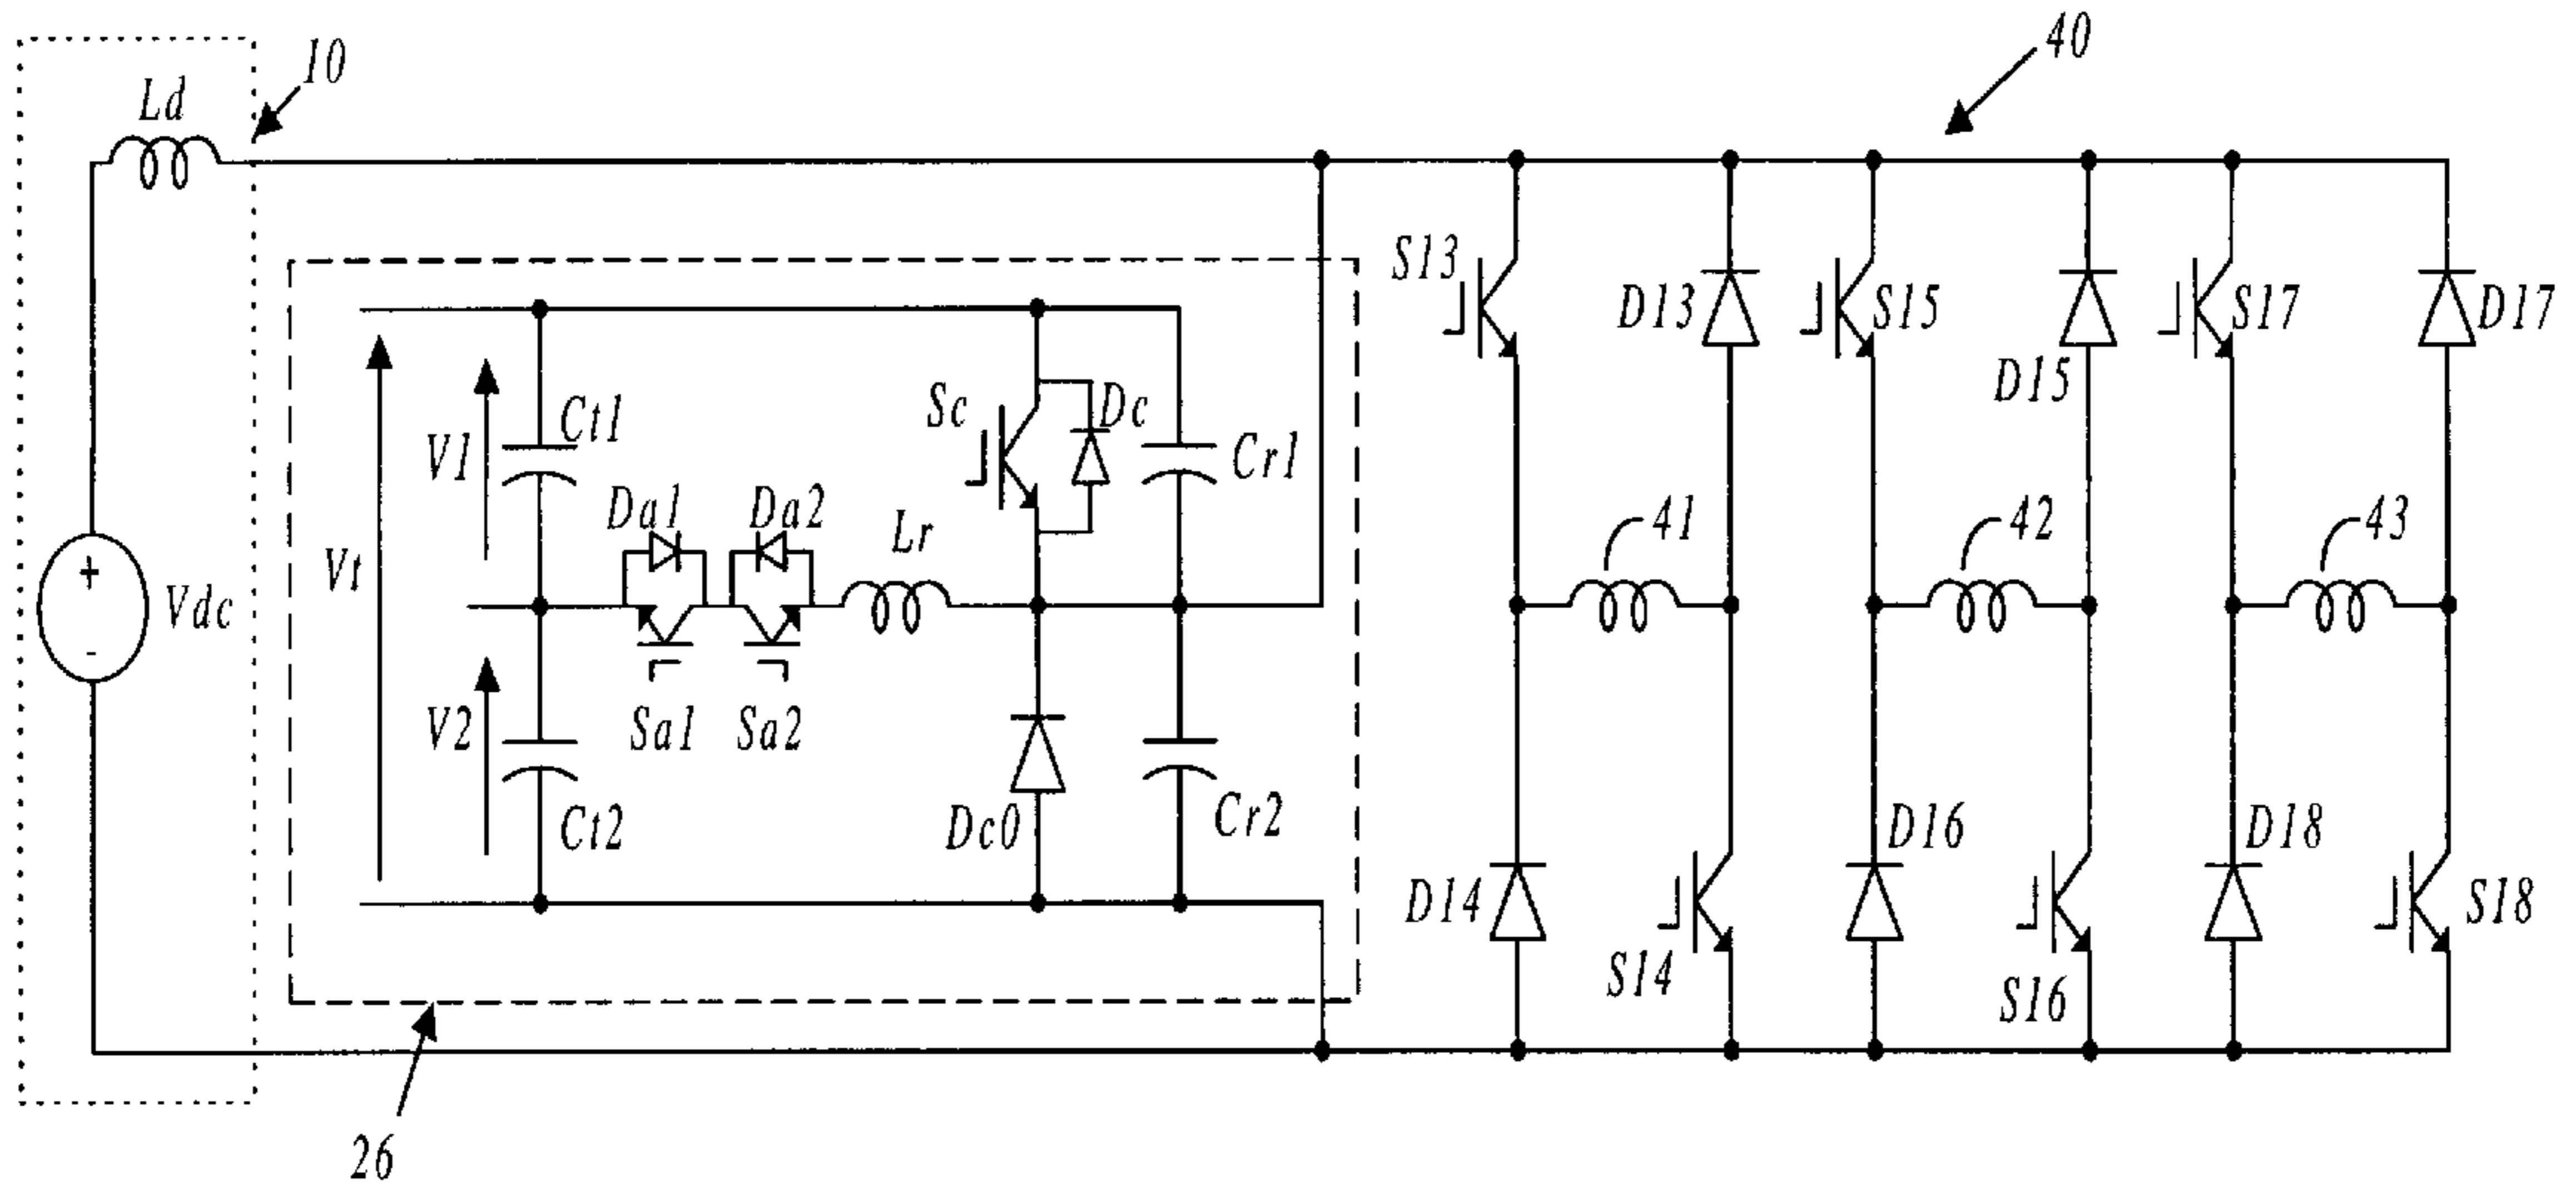 10
40
Ld
S13
D13
S15
D15
S17
D17
Sc
Dc
Ct1
V1
Cr1
Da1
Da2
Lr
41
42
43
Vt
+
Vdc
-
V2
Sa1
Sa2
Ct2
Dc0
Cr2
D16
D18
D14
S14
S16
S18
26